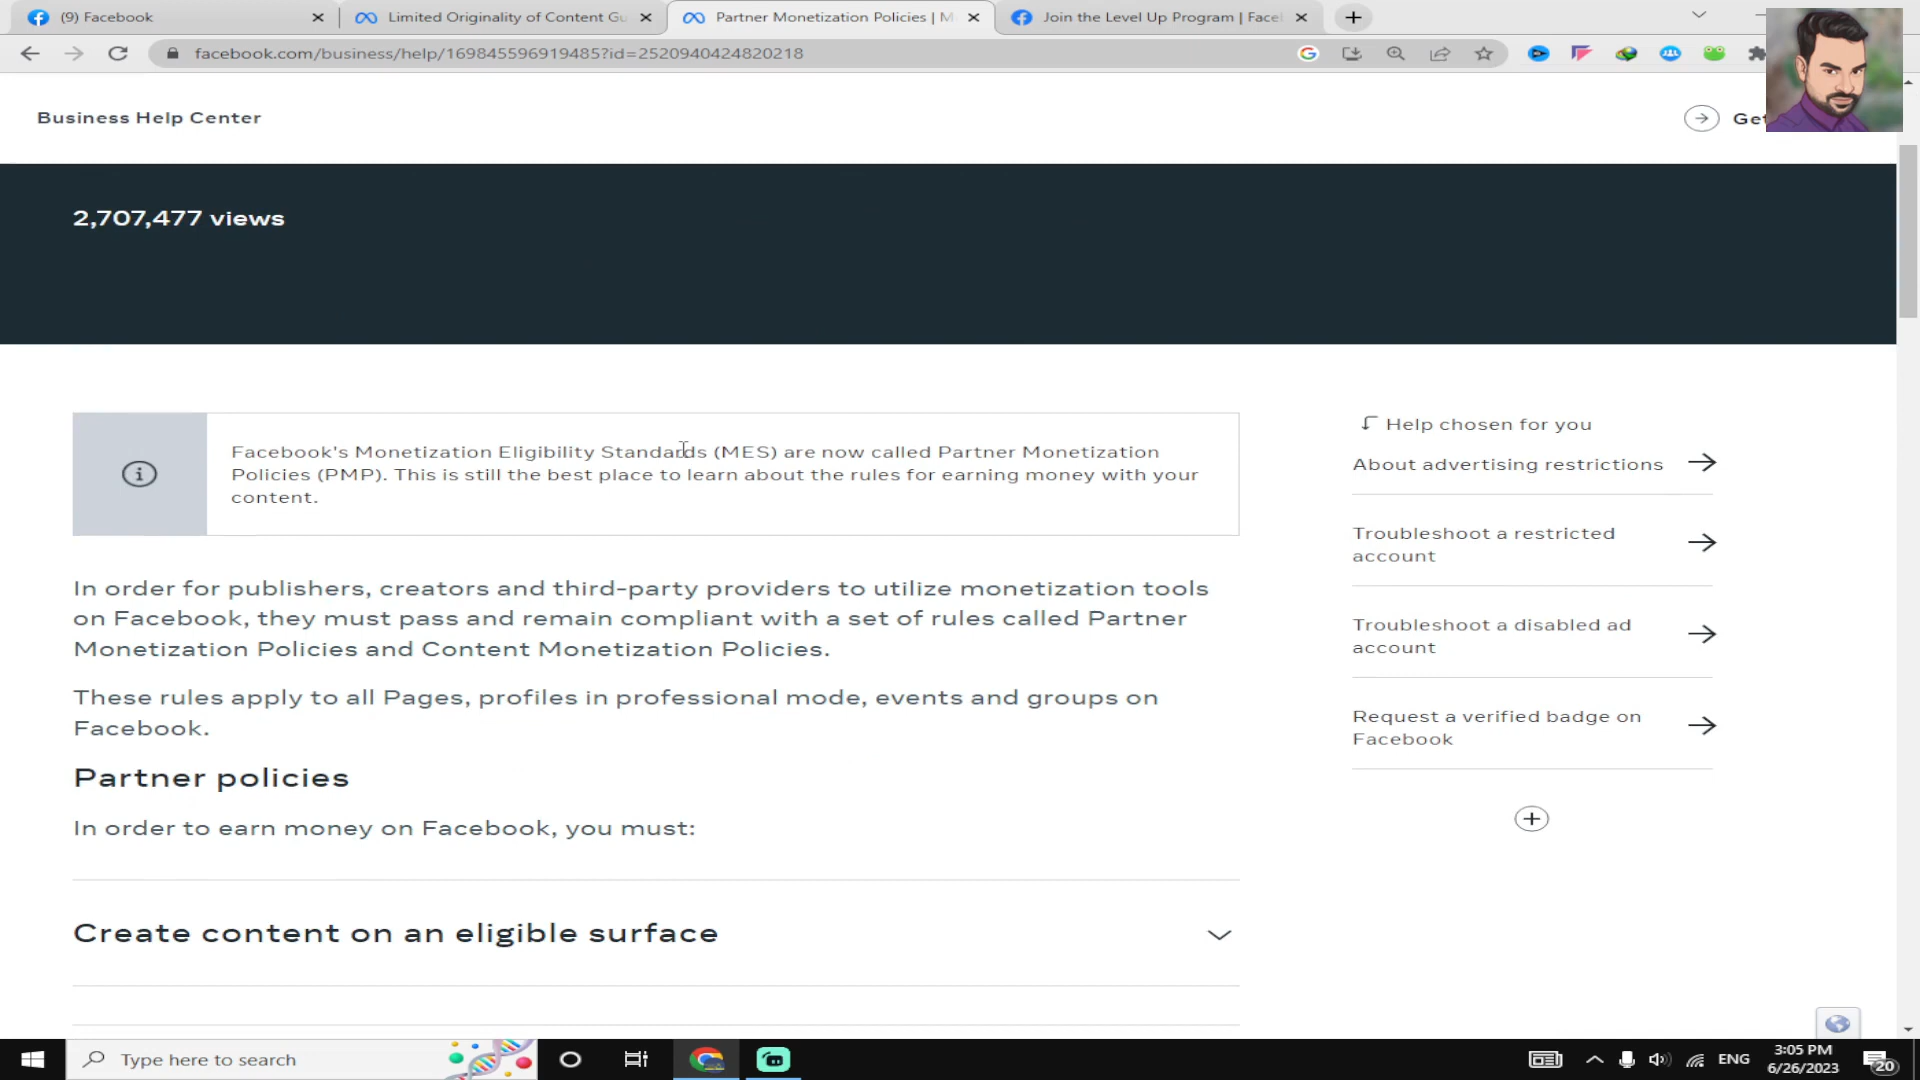 (9) Facebook
Limited Originality of Content Gu
Partner Monetization Policies | M
Join the Level Up Program | Face
facebook.com/business/help/169845596919485?id=2520940424820218
Business Help Center
Get
2,707,477 views
Facebook's Monetization Eligibility Standards (MES) are now called Partner Monetization
Policies (PMP). This is still the best place to learn about the rules for earning money with your
content.
In order for publishers, creators and third-party providers to utilize monetization tools
on Facebook, they must pass and remain compliant with a set of rules called Partner
Monetization Policies and Content Monetization Policies.
These rules apply to all Pages, profiles in professional mode, events and groups on
Facebook.
Partner policies
In order to earn money on Facebook, you must:
Create content on an eligible surface
Help chosen for you
About advertising restrictions
Troubleshoot a restricted
account
Troubleshoot a disabled ad
account
Request a verified badge on
Facebook
Type here to search
ENG
3:05 PM
6/26/2023
20